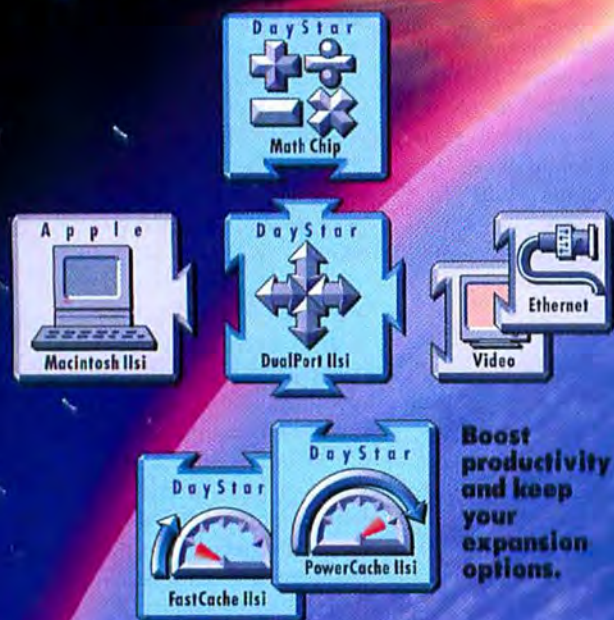 DayStar
Math Chip
Apple
Macintosh IIsi
DayStar
DualPort IIsi
Ethernet
Video
DayStar
FastCache IIsi
DayStar
PowerCache IIsi
Boost
productivity
and keep
your
expansion
options.